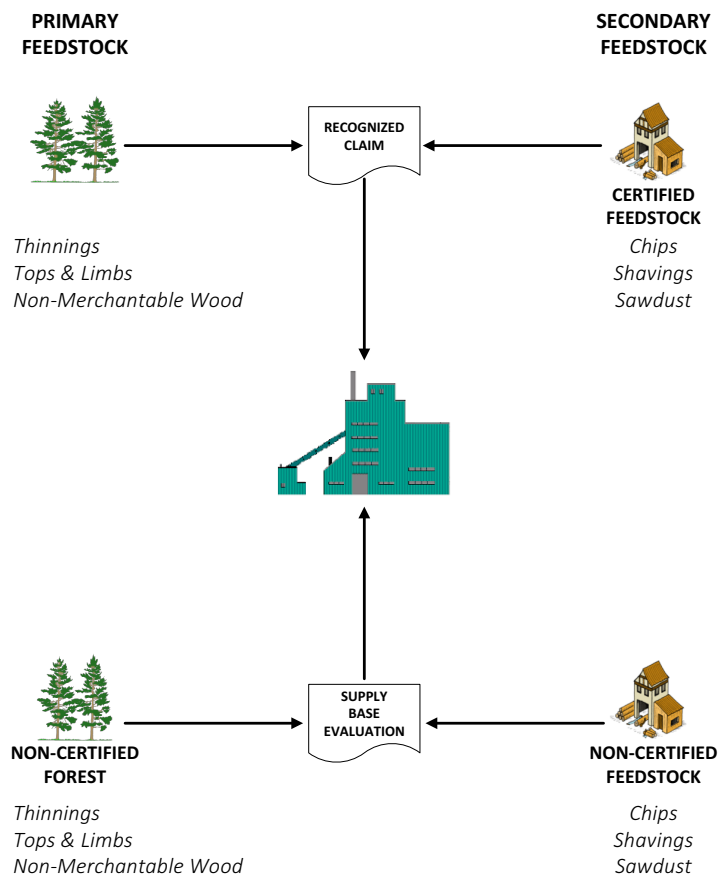 PRIMARY
FEEDSTOCK
SECONDARY
FEEDSTOCK
RECOGNIZED
CLAIM
CERTIFIED
FEEDSTOCK
Thinnings
Tops & Limbs
Non-Merchantable Wood
Chips
Shavings
Sawdust
SUPPLY
BASE
EVALUATION
NON-CERTIFIED
FOREST
NON-CERTIFIED
FEEDSTOCK
Thinnings
Tops & Limbs
Non-Merchantable Wood
Chips
Shavings
Sawdust